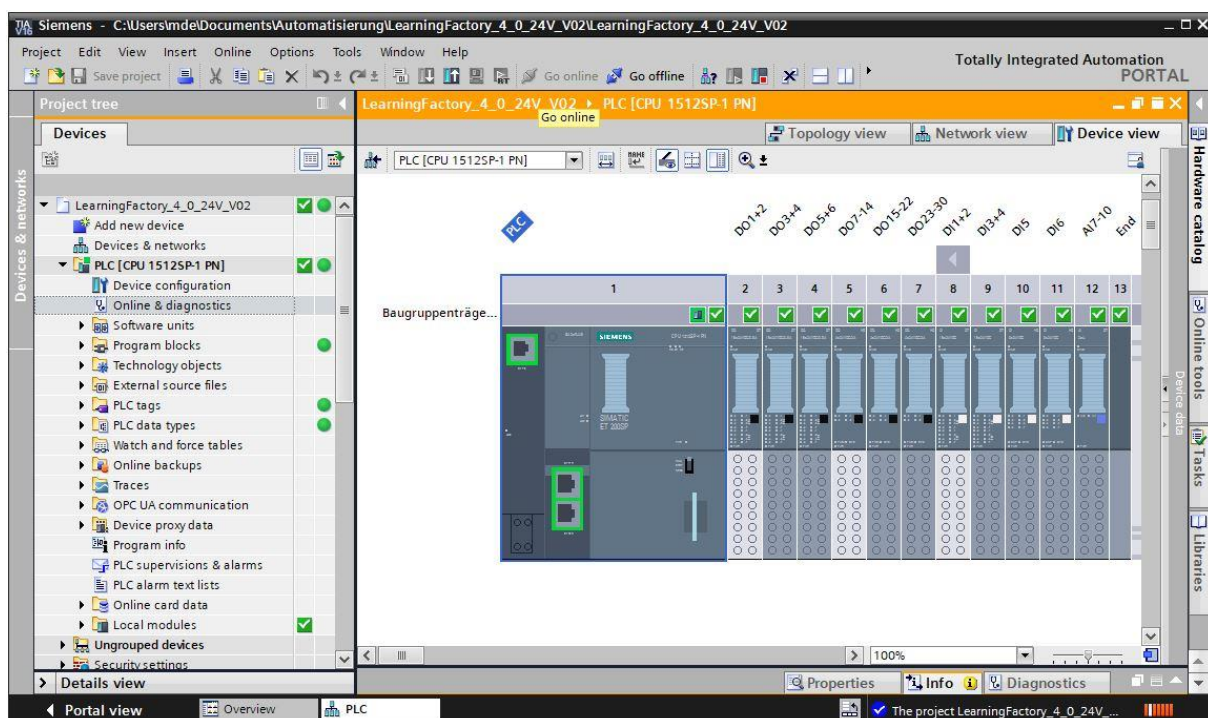 TIA V16 Siemens - C:\Users\mde\Documents\Automatisierung\LearningFactory_4_0_24V_V02\LearningFactory_4_0_24V_V02
Project Edit View Insert Online Options Tools Window Help
Totally Integrated Automation
PORTAL
Save project Go online Go offline
Project tree
LearningFactory_4_0_24V_V02 PLC [CPU 1512SP-1 PN]
Go online
Devices
Topology view Network view Device view
PLC [CPU 1512SP-1 PN]
Devices & networks
LearningFactory_4_0_24V_V02
Add new device
Devices & networks
PLC [CPU 1512SP-1 PN]
Device configuration
Online & diagnostics
Software units
Program blocks
Technology objects
External source files
PLC tags
PLC data types
Watch and force tables
Online backups
Traces
OPC UA communication
Device proxy data
Program info
PLC supervisions & alarms
PLC alarm text lists
Online card data
Local modules
Ungrouped devices
Security settings
Details view
PLC
DO1+2 DO3+4 DO5+6 DO7-14 DO15-22 DO23-30 DI1+2 DI3+4 DI5 DI6 AI7-10 End
1 2 3 4 5 6 7 8 9 10 11 12 13
Baugruppenträge...
SIEMENS
SIMATIC
ET 200SP
100%
Device data
Hardware catalog
Online tools
Tasks
Libraries
Properties Info Diagnostics
Portal view Overview PLC
The project LearningFactory_4_0_24V_...